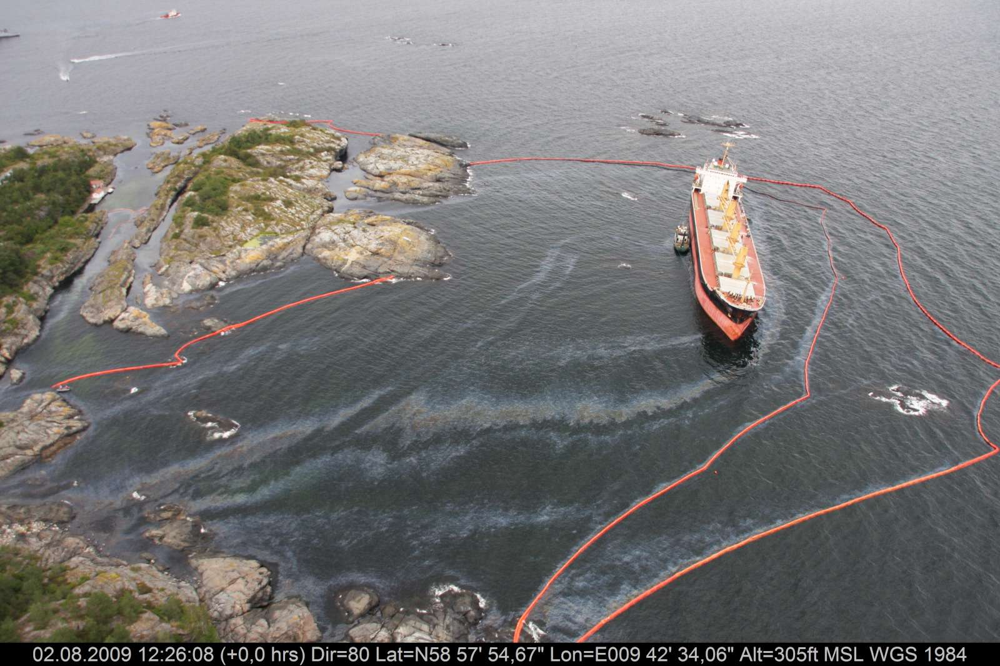 02.08.2009 12:26:08 (+0,0 hrs) Dir=80 Lat=N58 57' 54,67" Lon=E009 42' 34,06" Alt=305ft MSL WGS 1984